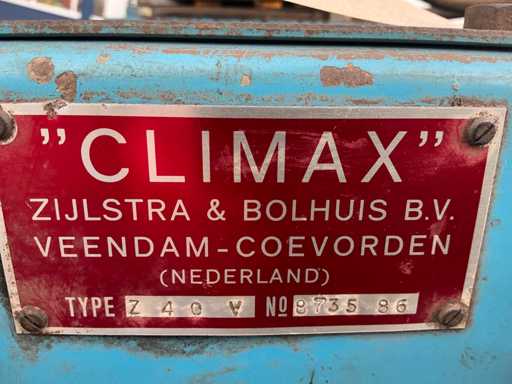 "CLIMAX"
ZIJLSTRA & BOLHUIS B.V.
VEENDAM-COEVORDEN
(NEDERLAND)
TYPE Z 40 V No 8735 86